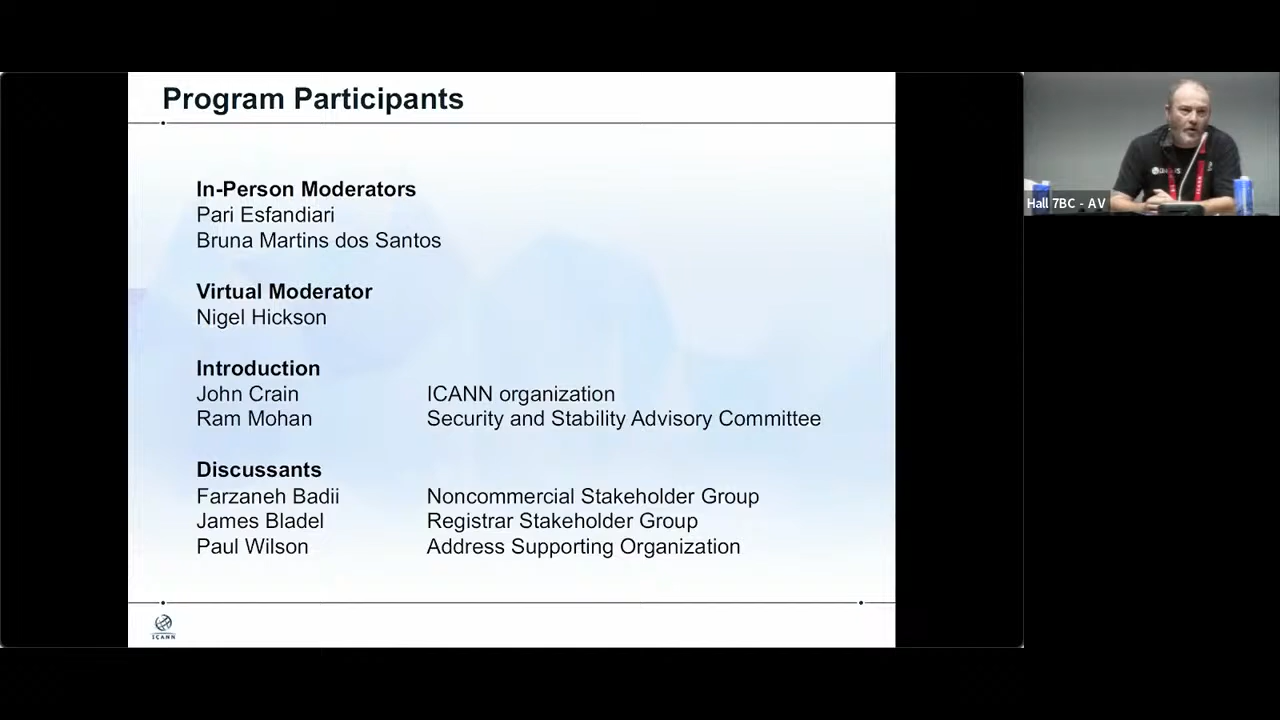 Program Participants
In-Person Moderators
Pari Esfandiari
Bruna Martins dos Santos
Virtual Moderator
Nigel Hickson
Introduction
John Crain ICANN organization
Ram Mohan Security and Stability Advisory Committee
Discussants
Farzaneh Badii Noncommercial Stakeholder Group
James Bladel Registrar Stakeholder Group
Paul Wilson Address Supporting Organization
ICANN
Hall 7BC - AV